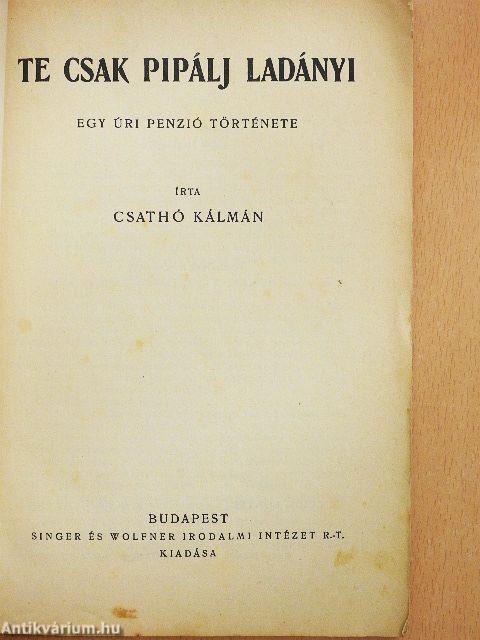 TE CSAK PIPÁLJ LADÁNYI
EGY ÚRI PENZIÓ TÖRTÉNETE
ÍRTA
CSATHÓ KÁLMÁN
BUDAPEST
SINGER ÉS WOLFNER IRODALMI INTÉZET R.-T.
KIADÁSA
Antikvárium.hu